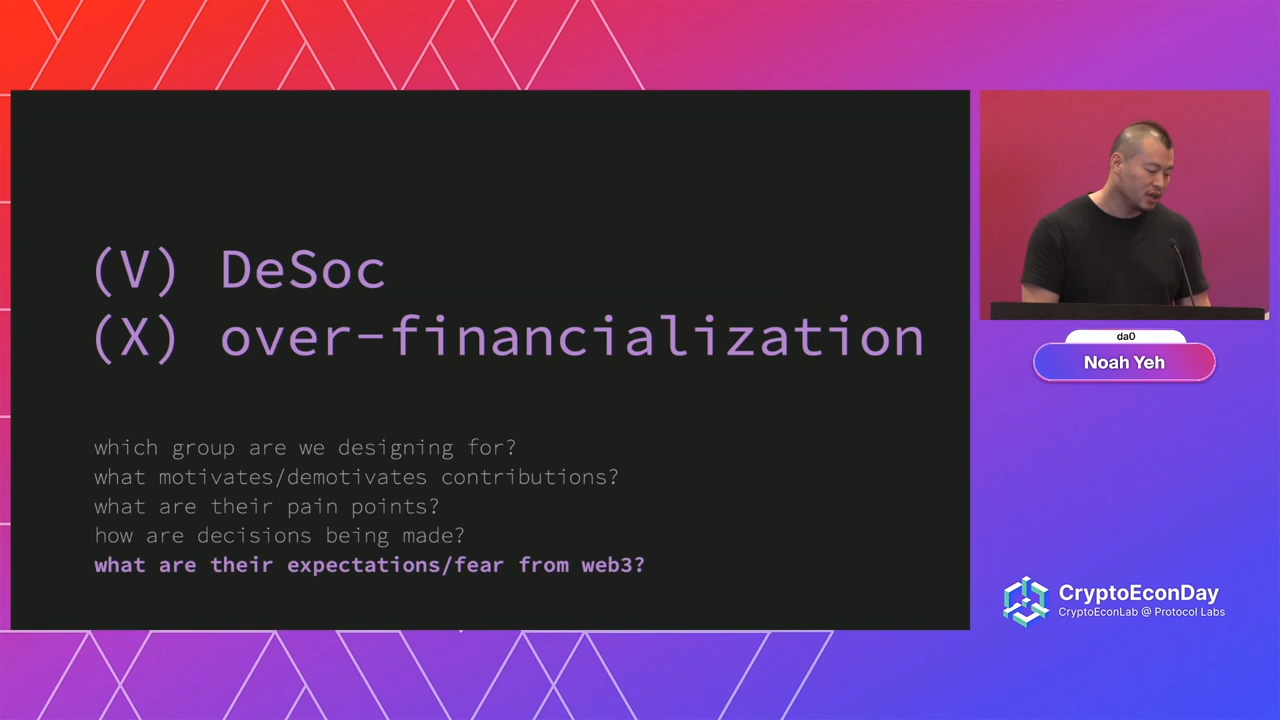 (V) DeSoc
(X) over-financialization
which group are we designing for?
what motivates/demotivates contributions?
what are their pain points?
how are decisions being made?
what are their expectations/fear from web3?
da0
Noah Yeh
CryptoEconDay
CryptoEconLab @ Protocol Labs